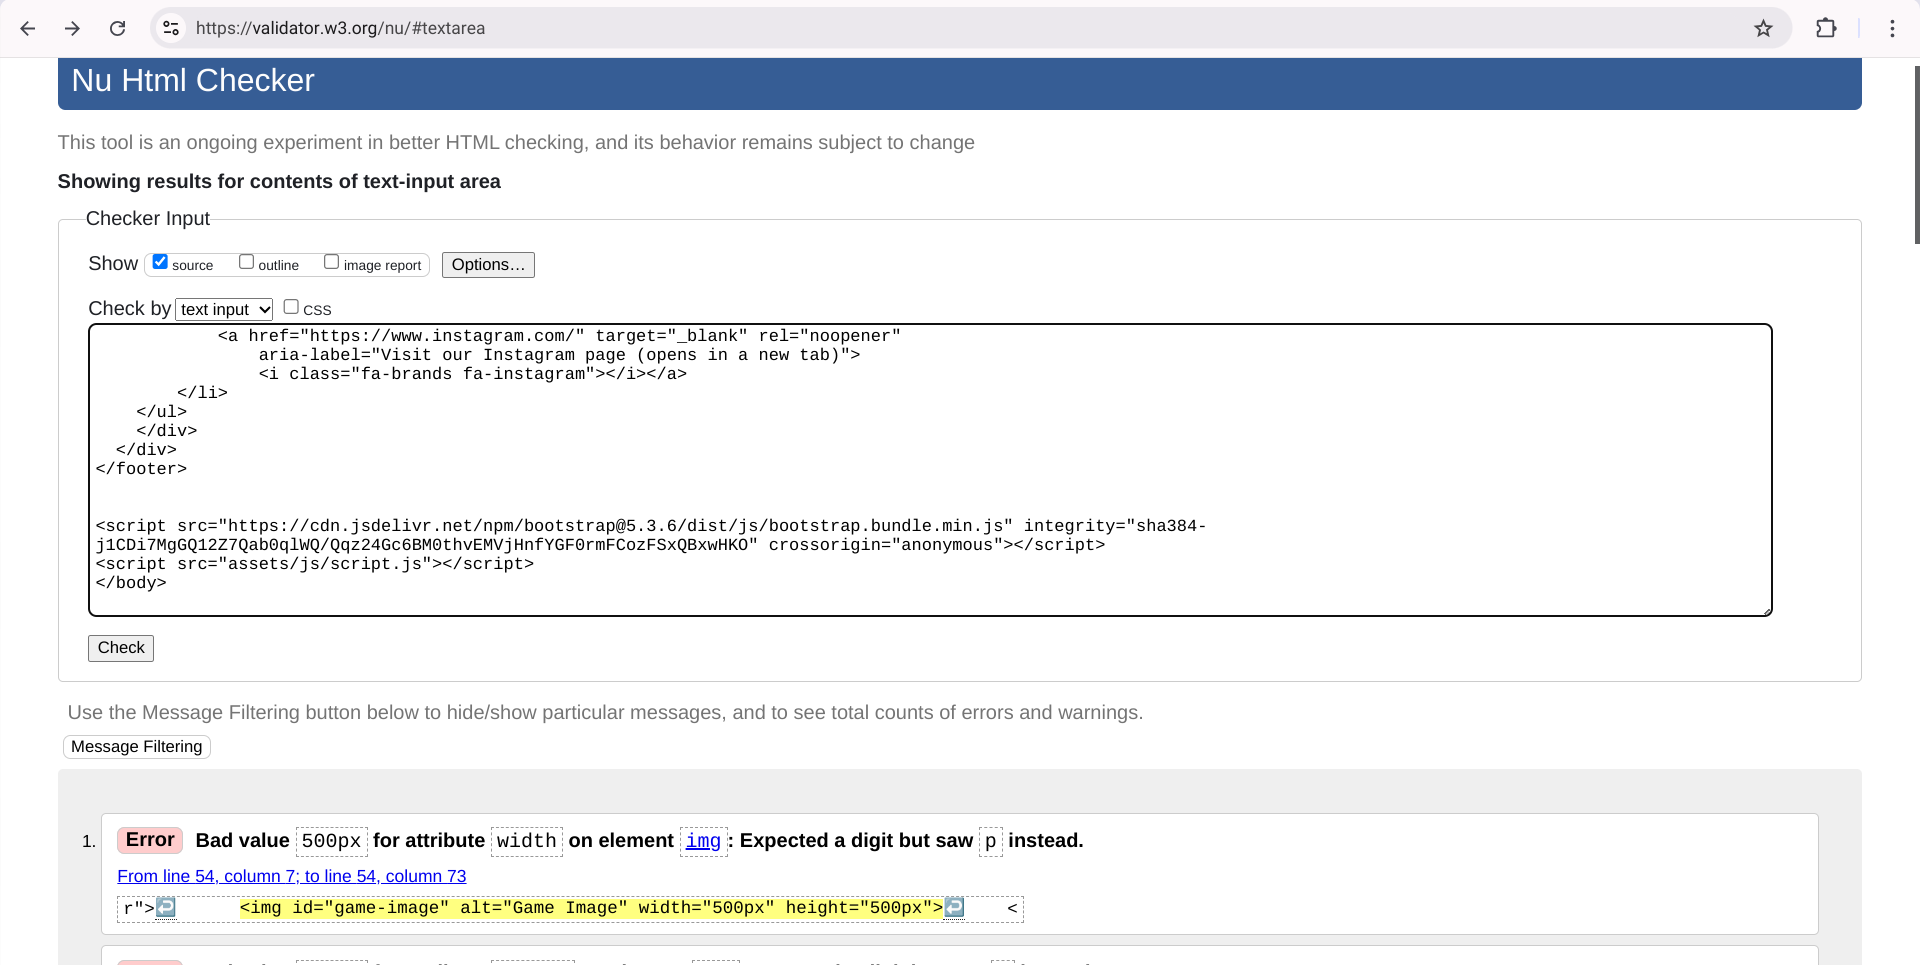 https://validator.w3.org/nu/#textarea
Nu Html Checker
This tool is an ongoing experiment in better HTML checking, and its behavior remains subject to change
Showing results for contents of text-input area
Checker Input
Show source outline image report Options...
Check by text input CSS
<a href="https://www.instagram.com/" target="_blank" rel="noopener"
aria-label="Visit our Instagram page (opens in a new tab)">
<i class="fa-brands fa-instagram"></i></a>
</li>
</ul>
</div>
</div>
</footer>
<script src="https://cdn.jsdelivr.net/npm/bootstrap@5.3.6/dist/js/bootstrap.bundle.min.js" integrity="sha384-
j1CDi7MgGQ12Z7Qab0qlWQ/Qqz24Gc6BM0thvEMVjHnfYGF0rmFCozFSxQBxwHKO" crossorigin="anonymous"></script>
<script src="assets/js/script.js"></script>
</body>
Check
Use the Message Filtering button below to hide/show particular messages, and to see total counts of errors and warnings.
Message Filtering
1. Error Bad value 500px for attribute width on element img: Expected a digit but saw p instead.
From line 54, column 7; to line 54, column 73
r">↩ <img id="game-image" alt="Game Image" width="500px" height="500px">↩ <